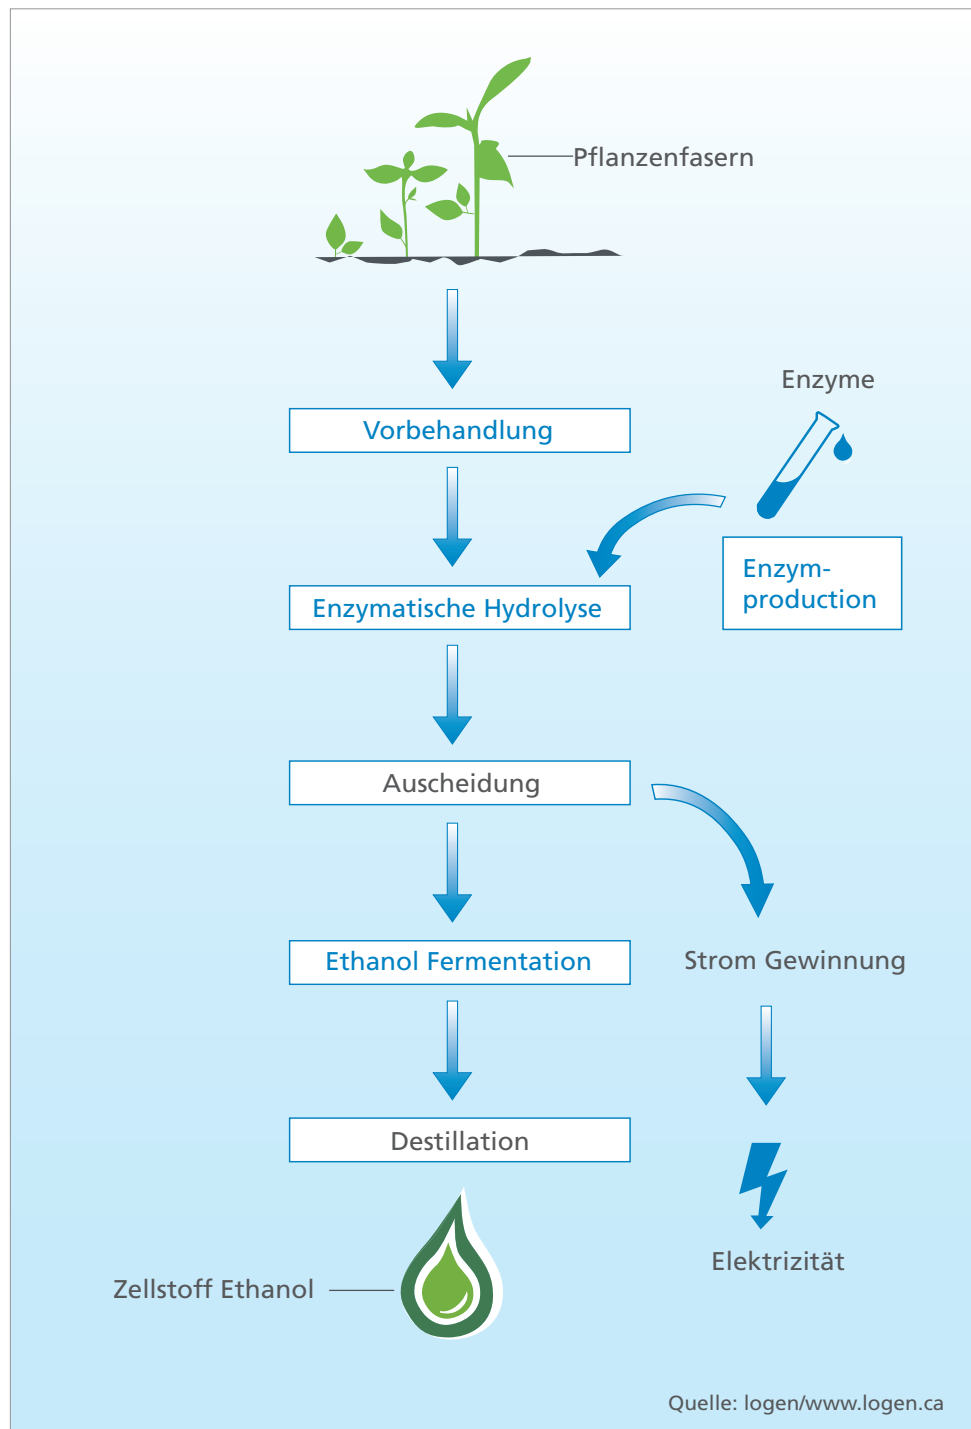 Pflanzenfasern
Enzyme
Vorbehandlung
Enzym-
production
Enzymatische Hydrolyse
Auscheidung
Ethanol Fermentation
Strom Gewinnung
Destillation
Elektrizität
Zellstoff Ethanol
Quelle: logen/www.logen.ca